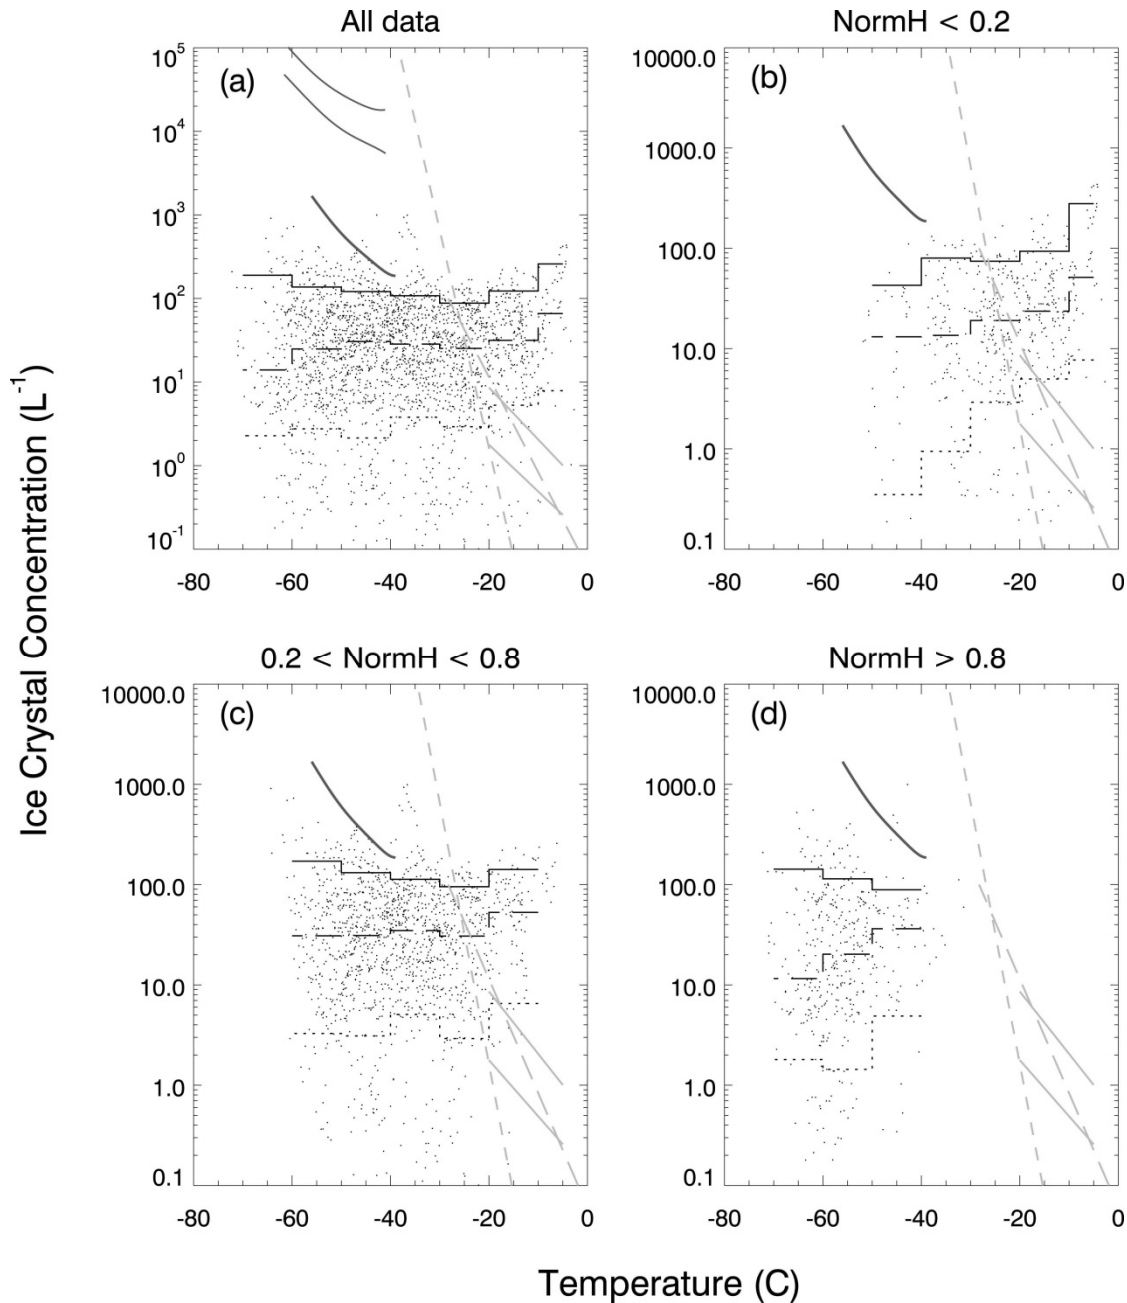 All data
NormH < 0.2
(a)
(b)
10^5
10^4
10^3
10^2
10^1
10^0
10^-1
10000.0
1000.0
100.0
10.0
1.0
0.1
-80 -60 -40 -20 0
-80 -60 -40 -20 0
0.2 < NormH < 0.8
NormH > 0.8
(c)
(d)
10000.0
1000.0
100.0
10.0
1.0
0.1
10000.0
1000.0
100.0
10.0
1.0
0.1
-80 -60 -40 -20 0
-80 -60 -40 -20 0
Ice Crystal Concentration (L^-1)
Temperature (C)